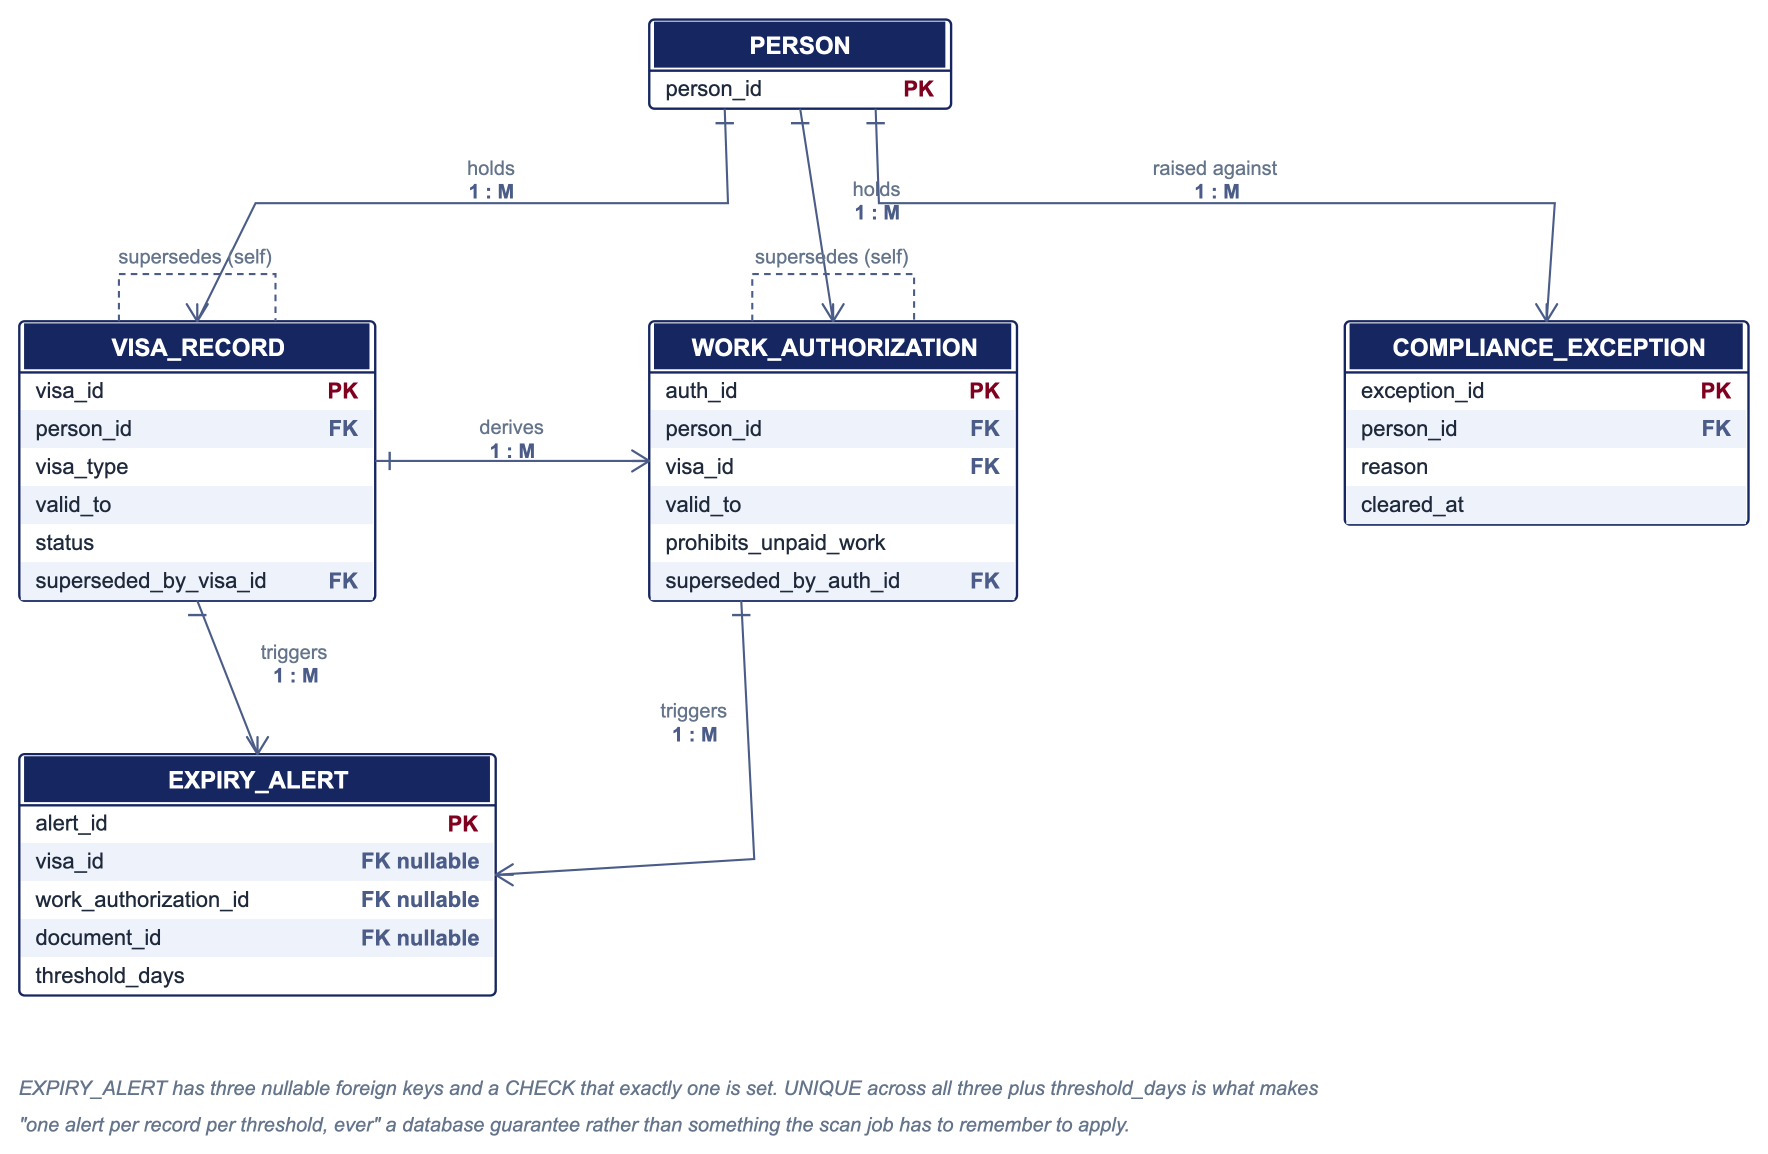 PERSON
person_id PK
holds
1 : M
holds
1 : M
raised against
1 : M
supersedes (self)
supersedes (self)
VISA_RECORD
visa_id PK
person_id FK
visa_type
valid_to
status
superseded_by_visa_id FK
derives
1 : M
WORK_AUTHORIZATION
auth_id PK
person_id FK
visa_id FK
valid_to
prohibits_unpaid_work
superseded_by_auth_id FK
COMPLIANCE_EXCEPTION
exception_id PK
person_id FK
reason
cleared_at
triggers
1 : M
triggers
1 : M
EXPIRY_ALERT
alert_id PK
visa_id FK nullable
work_authorization_id FK nullable
document_id FK nullable
threshold_days
EXPIRY_ALERT has three nullable foreign keys and a CHECK that exactly one is set. UNIQUE across all three plus threshold_days is what makes
"one alert per record per threshold, ever" a database guarantee rather than something the scan job has to remember to apply.